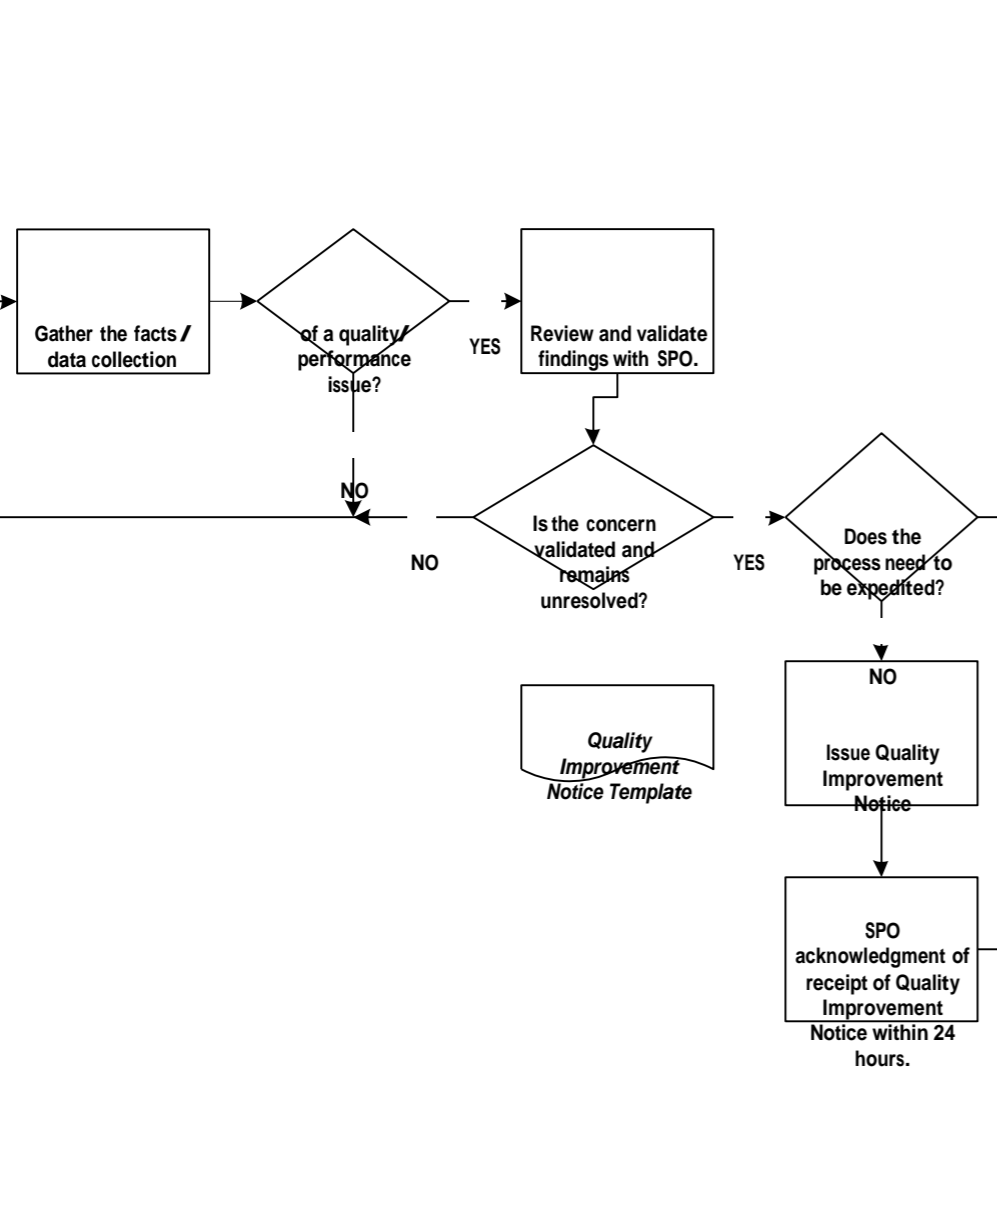 Gather the facts /
data collection
of a quality/
performance
issue?
YES
Review and validate
findings with SPO.
NO
Is the concern
validated and
remains
unresolved?
NO
YES
Does the
process need to
be expedited?
NO
Quality
Improvement
Notice Template
Issue Quality
Improvement
Notice
SPO
acknowledgment of
receipt of Quality
Improvement
Notice within 24
hours.